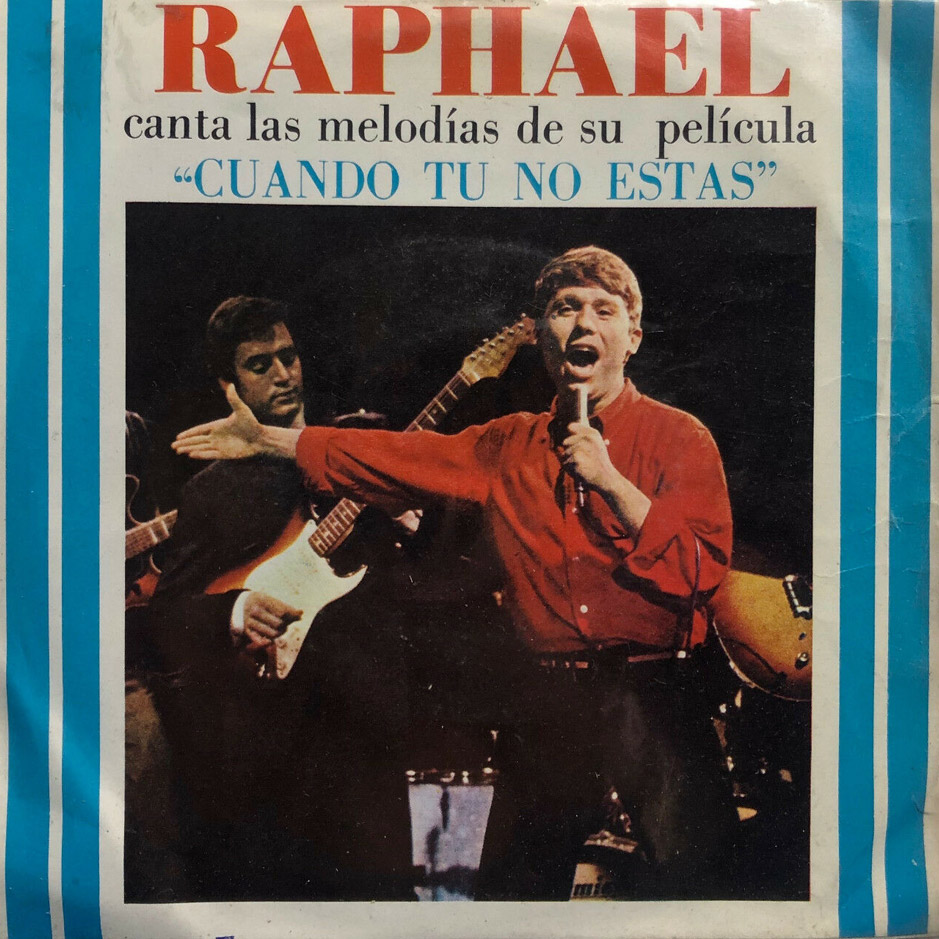 RAPHAEL
canta las melodías de su película
“CUANDO TU NO ESTAS”